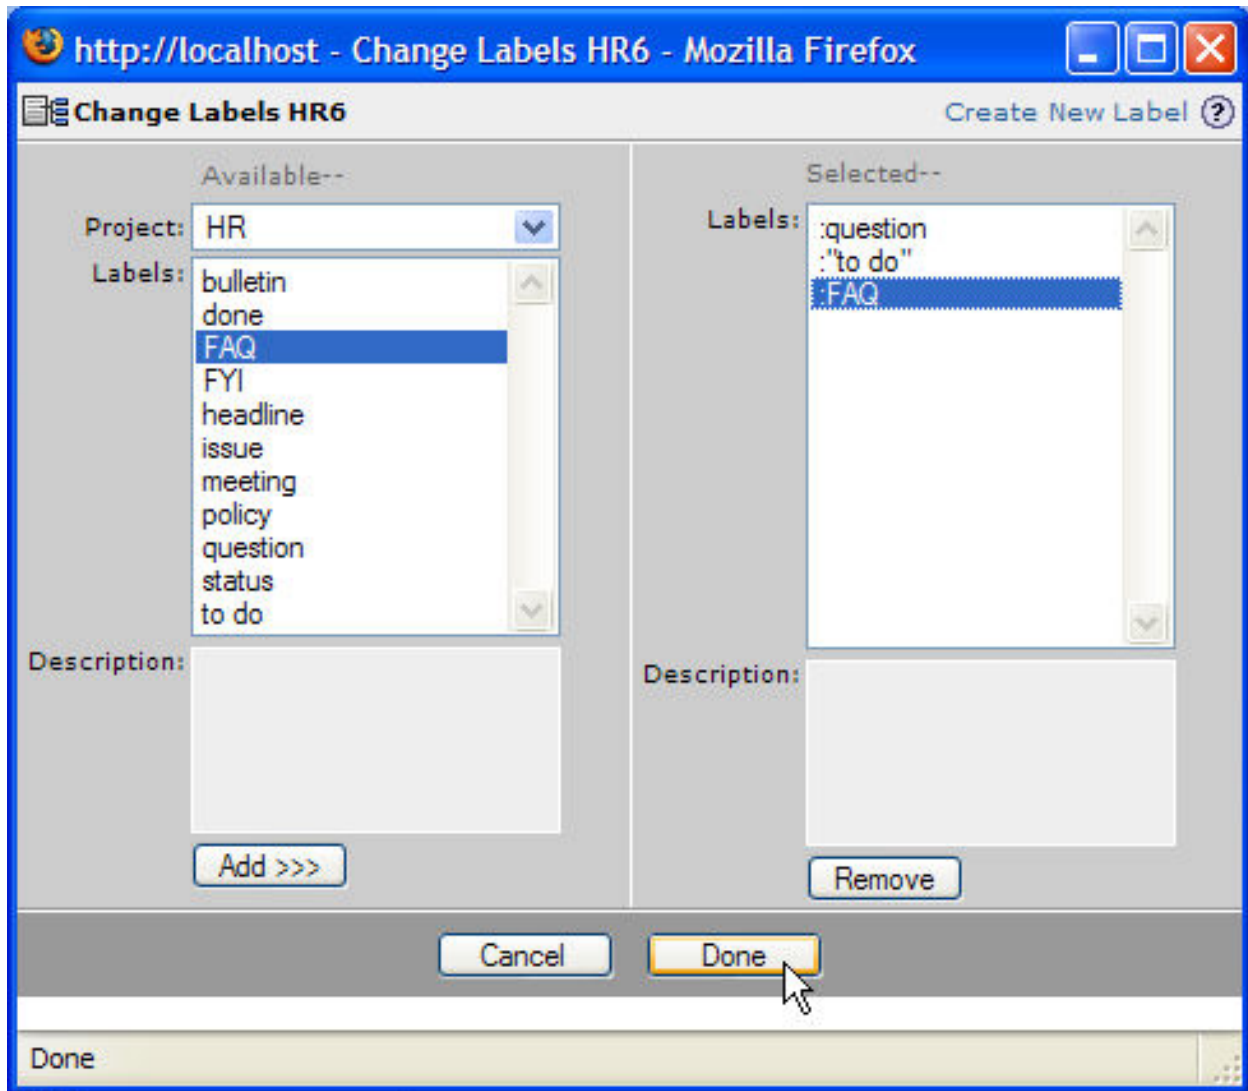 http://localhost - Change Labels HR6 - Mozilla Firefox
Change Labels HR6
Create New Label ?
Available--
Project: HR
Labels:
bulletin
done
FAQ
FYI
headline
issue
meeting
policy
question
status
to do
Description:
Add >>>
Selected--
Labels:
:question
:"to do"
:FAQ
Description:
Remove
Cancel
Done
Done